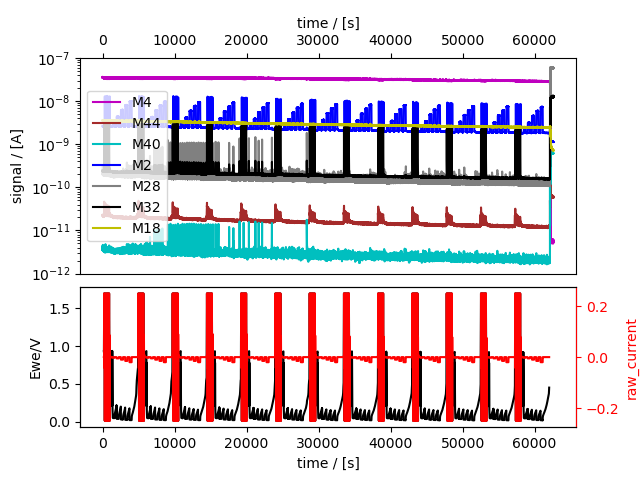 time / [s]
0 10000 20000 30000 40000 50000 60000
10⁻⁷
10⁻⁸
10⁻⁹
10⁻¹⁰
10⁻¹¹
10⁻¹²
signal / [A]
M4
M44
M40
M2
M28
M32
M18
1.5
1.0
0.5
0.0
Ewe/V
0.2
0.0
−0.2
raw_current
0 10000 20000 30000 40000 50000 60000
time / [s]